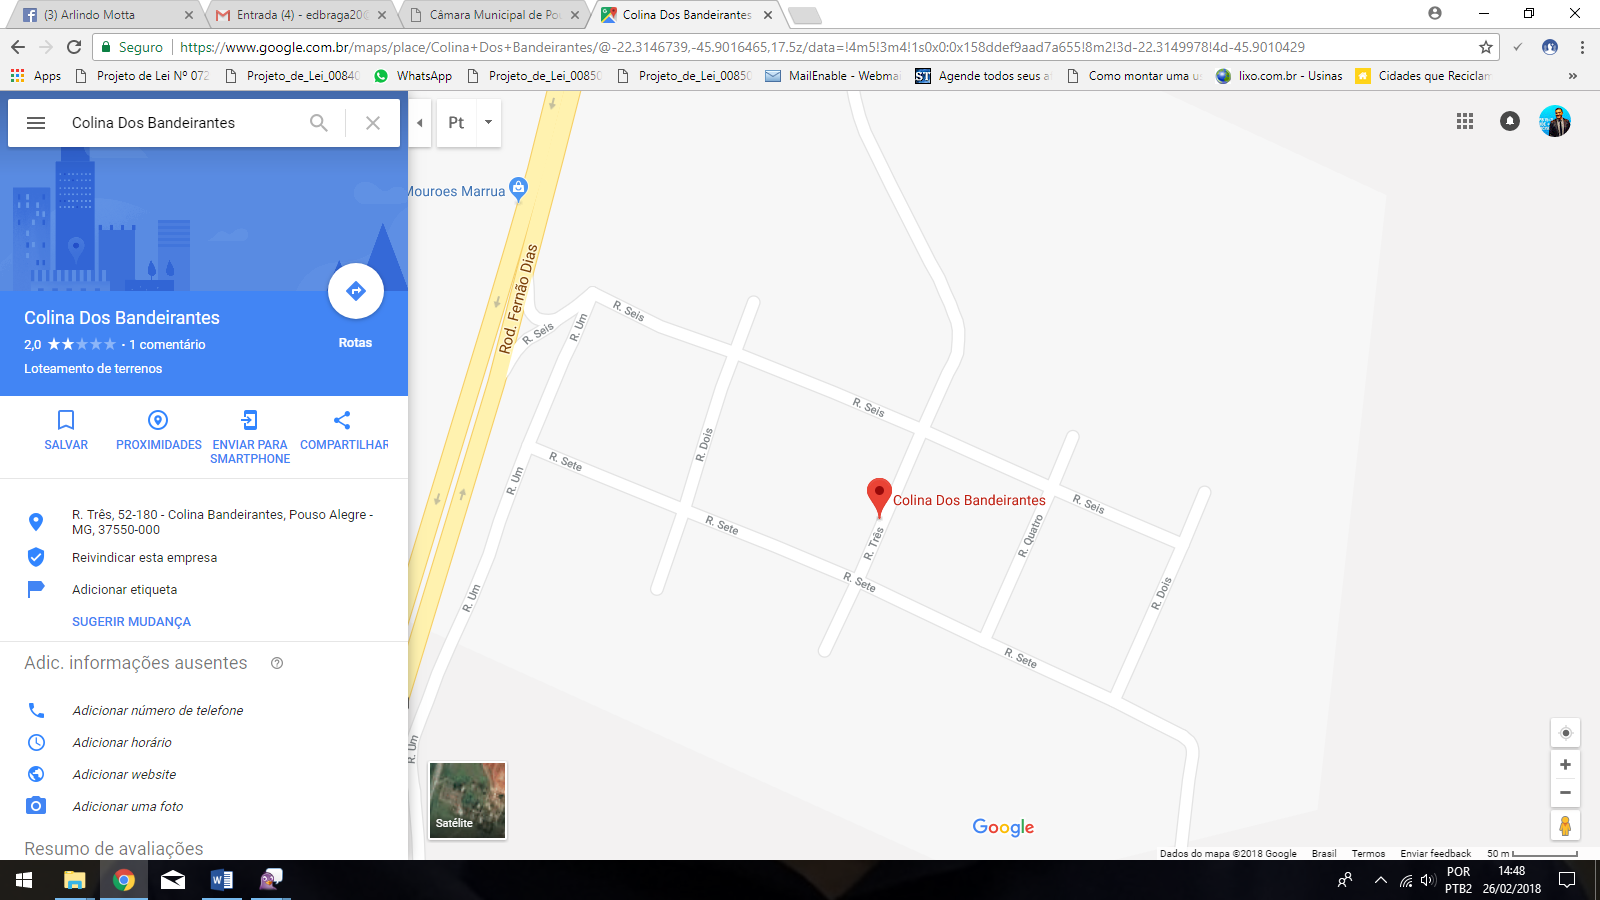 (3) Arlindo Motta
Entrada (4) - edbraga20@
Câmara Municipal de Pou
Colina Dos Bandeirantes
Seguro
https://www.google.com.br/maps/place/Colina+Dos+Bandeirantes/@-22.3146739,-45.9016465,17.5z/data=!4m5!3m4!1s0x0:0x158ddef9aad7a655!8m2!3d-22.3149978!4d-45.9010429
Apps
Projeto de Lei Nº 072
Projeto_de_Lei_00840
WhatsApp
Projeto_de_Lei_00850
Projeto_de_Lei_00850
MailEnable - Webma
ST
Agende todos seus a
Como montar uma u
lixo.com.br - Usinas
Cidades que Reciclam
»
Colina Dos Bandeirantes
Pt
Mouroes Marrua
Rod. Fernão Dias
R. Seis
R. Um
R. Seis
R. Seis
R. Dois
R. Sete
R. Um
Colina Dos Bandeirantes
R. Seis
R. Sete
R. Três
R. Quatro
R. Sete
R. Dois
R. Um
R. Sete
R. Um
Colina Dos Bandeirantes
2,0
· 1 comentário
Loteamento de terrenos
Rotas
SALVAR
PROXIMIDADES
ENVIAR PARA
SMARTPHONE
COMPARTILHAR
R. Três, 52-180 - Colina Bandeirantes, Pouso Alegre -
MG, 37550-000
Reivindicar esta empresa
Adicionar etiqueta
SUGERIR MUDANÇA
Adic. informações ausentes
Adicionar número de telefone
Adicionar horário
Adicionar website
Adicionar uma foto
Resumo de avaliações
Satélite
Google
Dados do mapa ©2018 Google
Brasil
Termos
Enviar feedback
50 m
POR
PTB2
14:48
26/02/2018